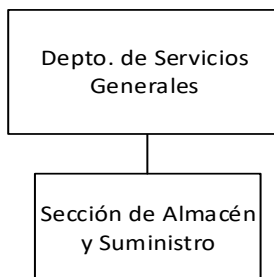 Depto. de Servicios
Generales
Sección de Almacén
y Suministro